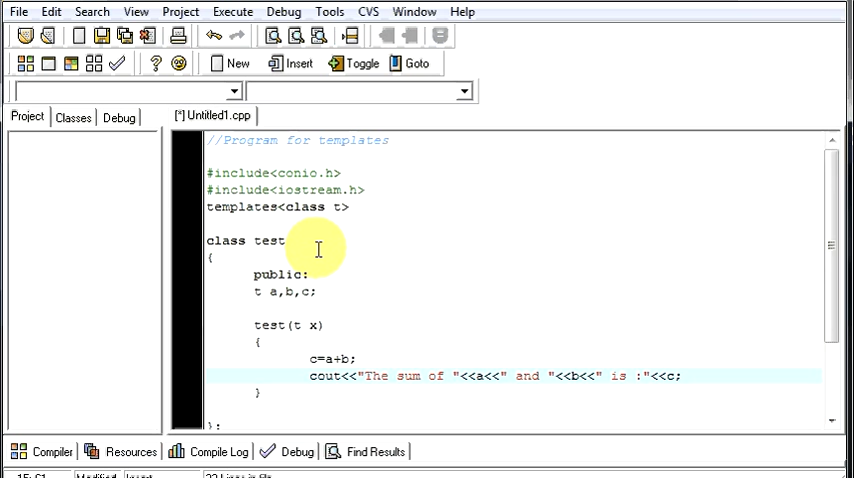 File Edit View Search Project Execute Debug Tools CVS Window Help
New Insert Toggle Goto
Project Classes Debug [*] Untitled1.cpp
//Program for templates
#include<conio.h>
#include<iostream.h>
templates<class t>
class test
{
public:
t a,b,c;
test(t x)
{
c=a+b;
cout<<"The sum of "<<a<<" and "<<b<<" is :"<<c;
}
};
Compiler Resources Compile Log Debug Find Results